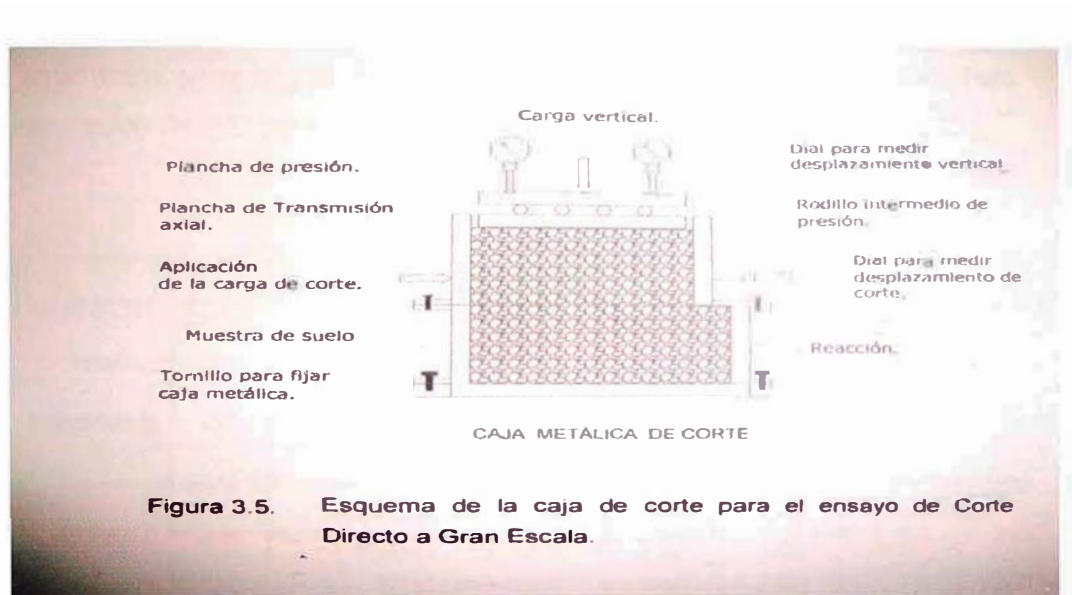 Carga vertical.
Plancha de presión.
Plancha de Transmisión
axial.
Aplicación
de la carga de corte.
Muestra de suelo
Tornillo para fijar
caja metálica.
Dial para medir
desplazamiento vertical.
Rodillo intermedio de
presión.
Dial para medir
desplazamiento de
corte.
Reacción.
CAJA METÁLICA DE CORTE
Figura 3.5. Esquema de la caja de corte para el ensayo de Corte
Directo a Gran Escala.